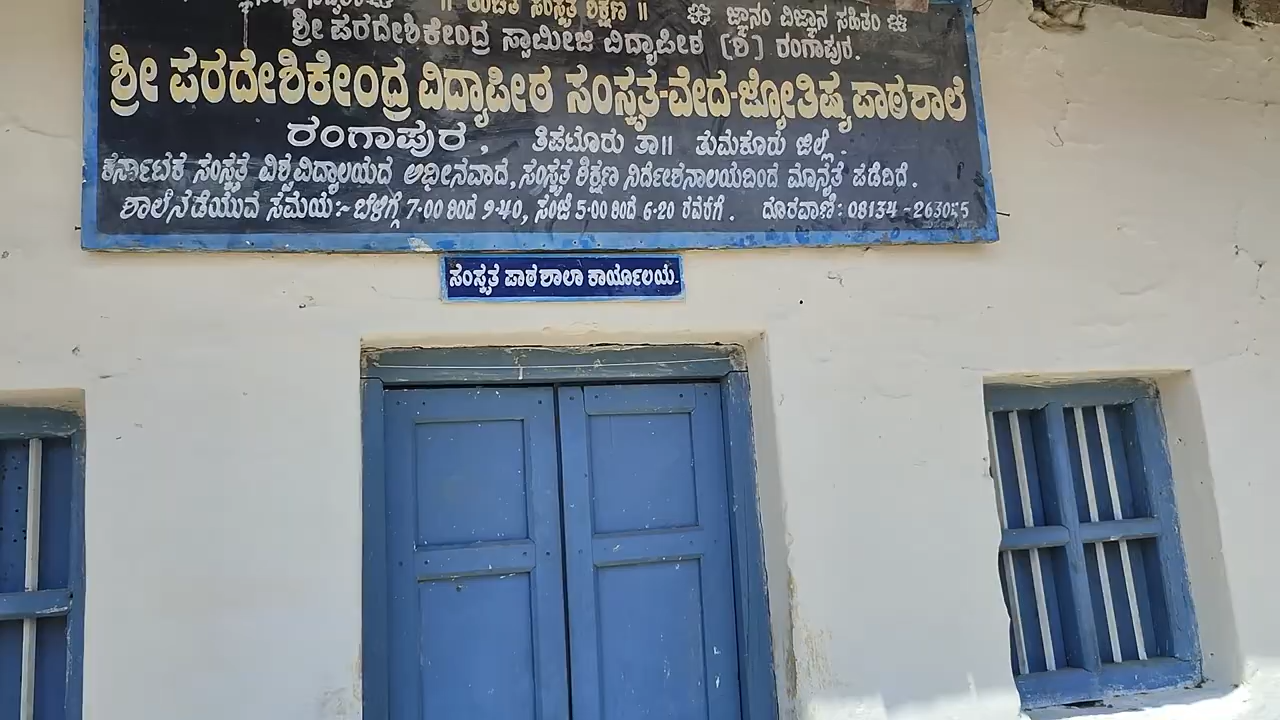 ॥ ಉಚಿತ ಸಂಸ್ಕೃತ ಶಿಕ್ಷಣ ॥ ಜ್ಞಾನಂ ವಿಜ್ಞಾನ ಸಹಿತಂ
ಶ್ರೀ ಪರದೇಶಿಕೇಂದ್ರ ಸ್ವಾಮೀಜಿ ವಿದ್ಯಾಪೀಠ (ರಿ) ರಂಗಾಪುರ.
ಶ್ರೀ ಪರದೇಶಿಕೇಂದ್ರ ವಿದ್ಯಾಪೀಠ ಸಂಸ್ಕೃತ-ವೇದ-ಜ್ಯೋತಿಷ್ಯ ಪಾಠಶಾಲೆ
ರಂಗಾಪುರ, ತಿಪಟೂರು ತಾ॥ ತುಮಕೂರು ಜಿಲ್ಲೆ
ಕರ್ನಾಟಕ ಸಂಸ್ಕೃತ ವಿಶ್ವವಿದ್ಯಾಲಯದ ಅಧೀನವಾದ, ಸಂಸ್ಕೃತ ಶಿಕ್ಷಣ ನಿರ್ದೇಶನಾಲಯದಿಂದ ಮಾನ್ಯತೆ ಪಡೆದಿದೆ.
ಶಾಲೆನಡೆಯುವ ಸಮಯ:- ಬೆಳಿಗ್ಗೆ 7-00 ರಿಂದ 9-40, ಸಂಜೆ 5-00 ರಿಂದ 6-20 ರವರೆಗೆ. ದೂರವಾಣಿ: 08134-263055
ಸಂಸ್ಕೃತ ಪಾಠಶಾಲಾ ಕಾರ್ಯಾಲಯ.